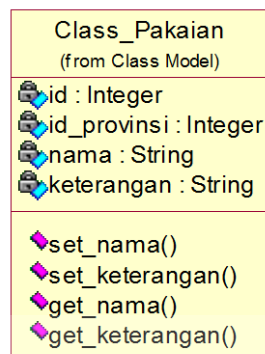 Class_Pakaian
(from Class Model)
id : Integer
id_provinsi : Integer
nama : String
keterangan : String
set_nama()
set_keterangan()
get_nama()
get_keterangan()